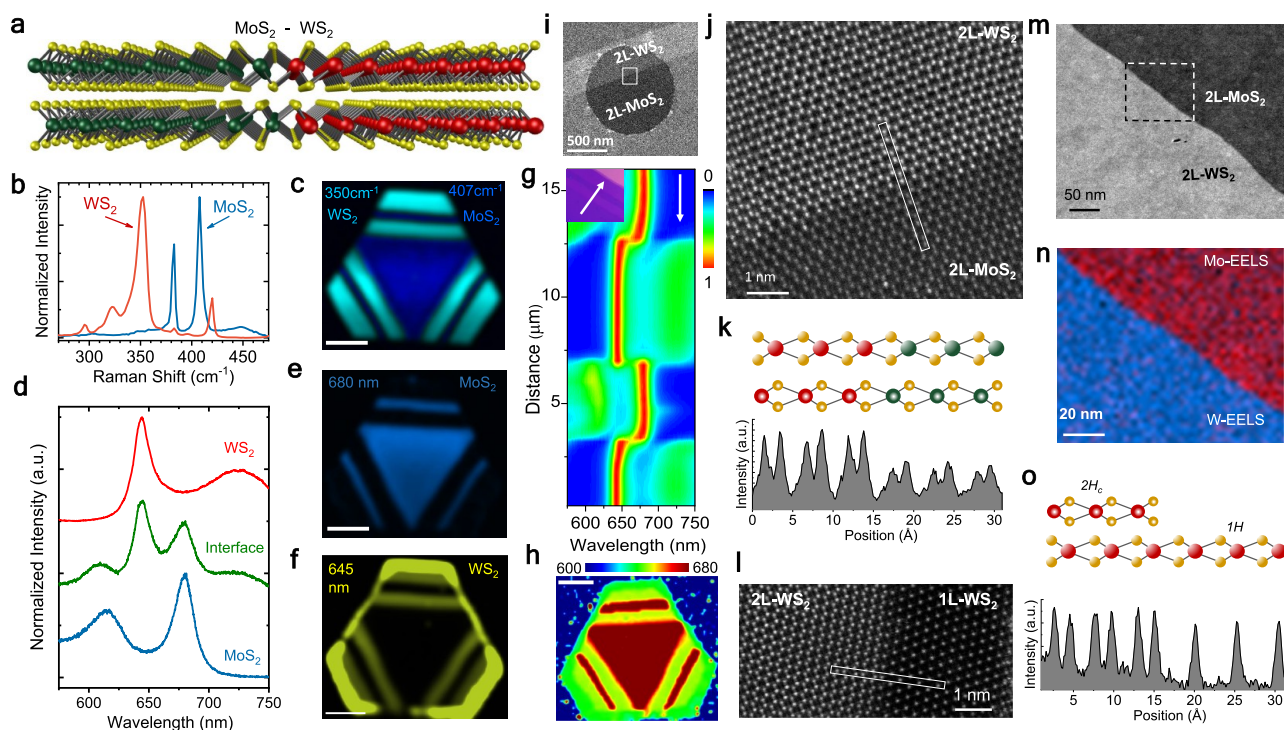 a
MoS₂ - WS₂
b
WS₂
MoS₂
Normalized Intensity
300
350
400
450
Raman Shift (cm⁻¹)
c
350cm⁻¹
WS₂
407cm⁻¹
MoS₂
d
WS₂
Interface
MoS₂
Normalized Intensity (a.u.)
600
650
700
750
Wavelength (nm)
e
680 nm
MoS₂
f
645
nm
WS₂
g
15
10
5
Distance (μm)
600
650
700
750
Wavelength (nm)
0
1
h
600
680
i
2L-WS₂
2L-MoS₂
500 nm
j
2L-WS₂
2L-MoS₂
1 nm
k
Intensity (a.u.)
0
5
10
15
20
25
30
Position (Å)
l
2L-WS₂
1L-WS₂
1 nm
m
2L-MoS₂
2L-WS₂
50 nm
n
Mo-EELS
W-EELS
20 nm
o
2Hc
1H
Intensity (a.u.)
5
10
15
20
25
30
Position (Å)